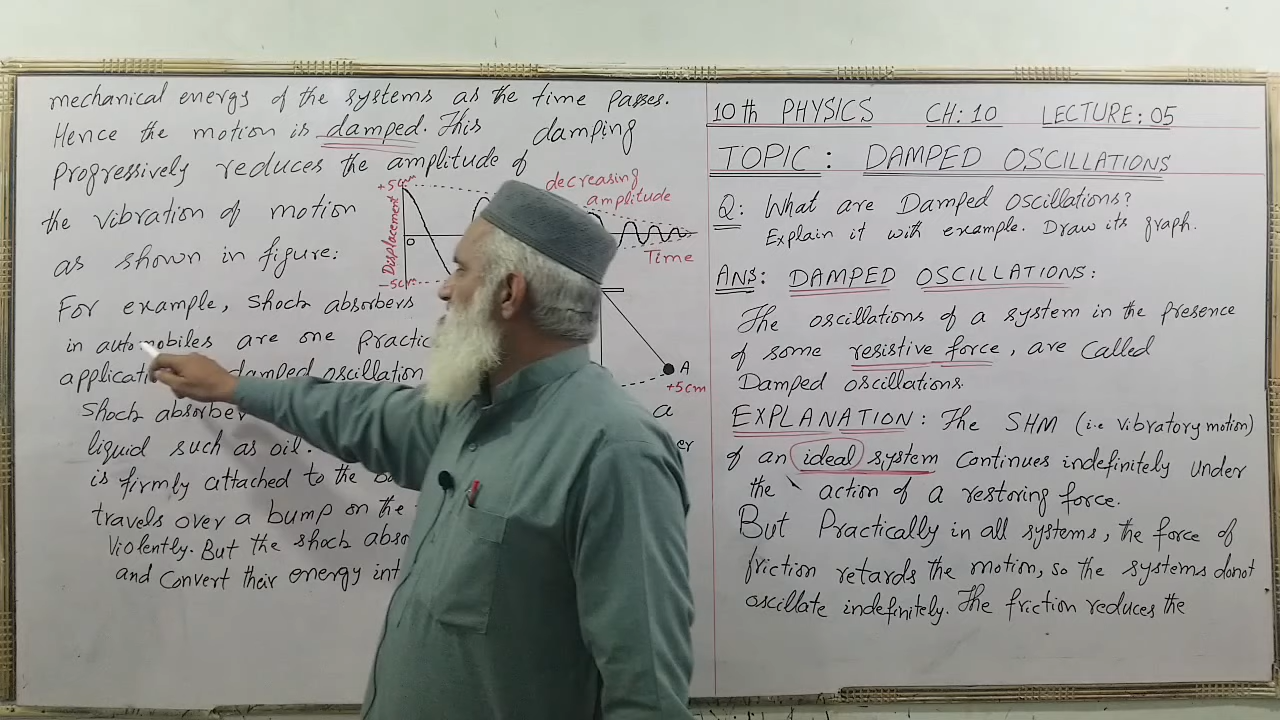 10th PHYSICS CH: 10 LECTURE: 05
TOPIC: DAMPED OSCILLATIONS
Q: What are Damped Oscillations?
Explain it with example. Draw its graph.
ANS: DAMPED OSCILLATIONS:
The oscillations of a system in the presence
of some resistive force, are called
Damped oscillations.
EXPLANATION: The SHM (i.e vibratory motion)
of an ideal system continues indefinitely under
the action of a restoring force.
But Practically in all systems, the force of
friction retards the motion, so the systems donot
oscillate indefinitely. The friction reduces the
mechanical energy of the systems as the time passes.
Hence the motion is damped. This damping
Progressively reduces the amplitude of
the vibration of motion
as shown in figure:
+5cm
Displacement
o
-5cm
decreasing
amplitude
Time
A
+5cm
For example, Shock absorbers
in automobiles are one
damped oscillation
Shock a
liquid such as oil.
is firmly attached to the
travels over a bump on the
Violently. But the shock
and convert their energy